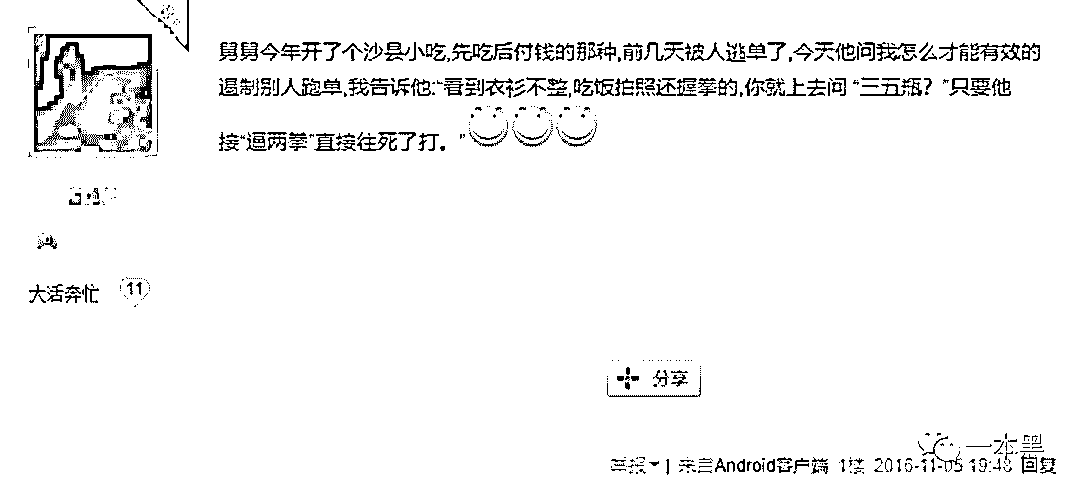 舅舅今年开了个沙县小吃,先吃后付钱的那种,前几天被人逃单了,今天他问我怎么才能有效的
遏制别人跑单,我告诉他:“看到衣衫不整,吃饭拍照还握拳的,你就上去问 “三五瓶？”只要他
接“逼两拳”直接往死了打。”
大活奔忙 11
分享
一本黑
举报 | 来自Android客户端 1楼 2016-11-05 19:48 回复